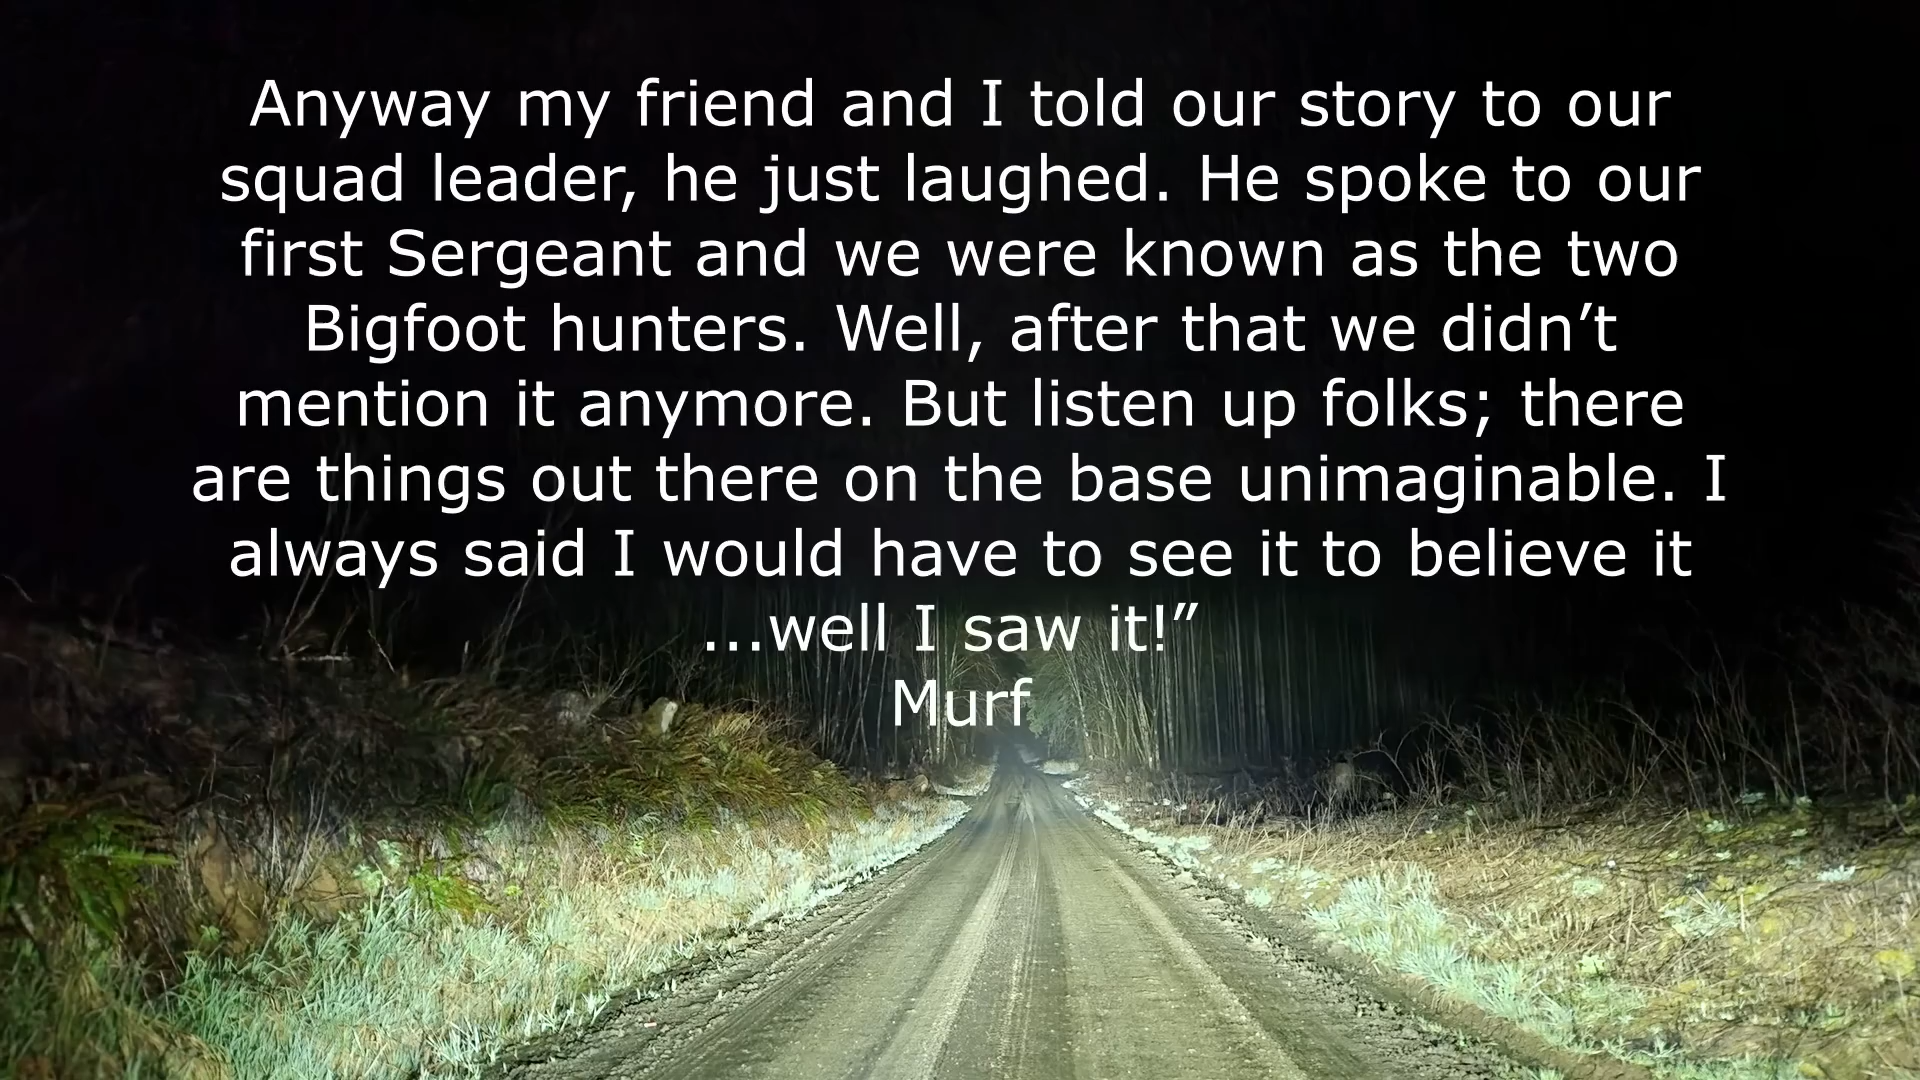 Anyway my friend and I told our story to our
squad leader, he just laughed. He spoke to our
first Sergeant and we were known as the two
Bigfoot hunters. Well, after that we didn’t
mention it anymore. But listen up folks; there
are things out there on the base unimaginable. I
always said I would have to see it to believe it
...well I saw it!”
Murf